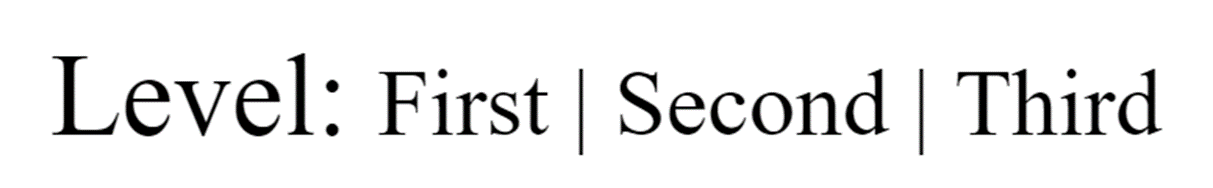 Level: First | Second | Third